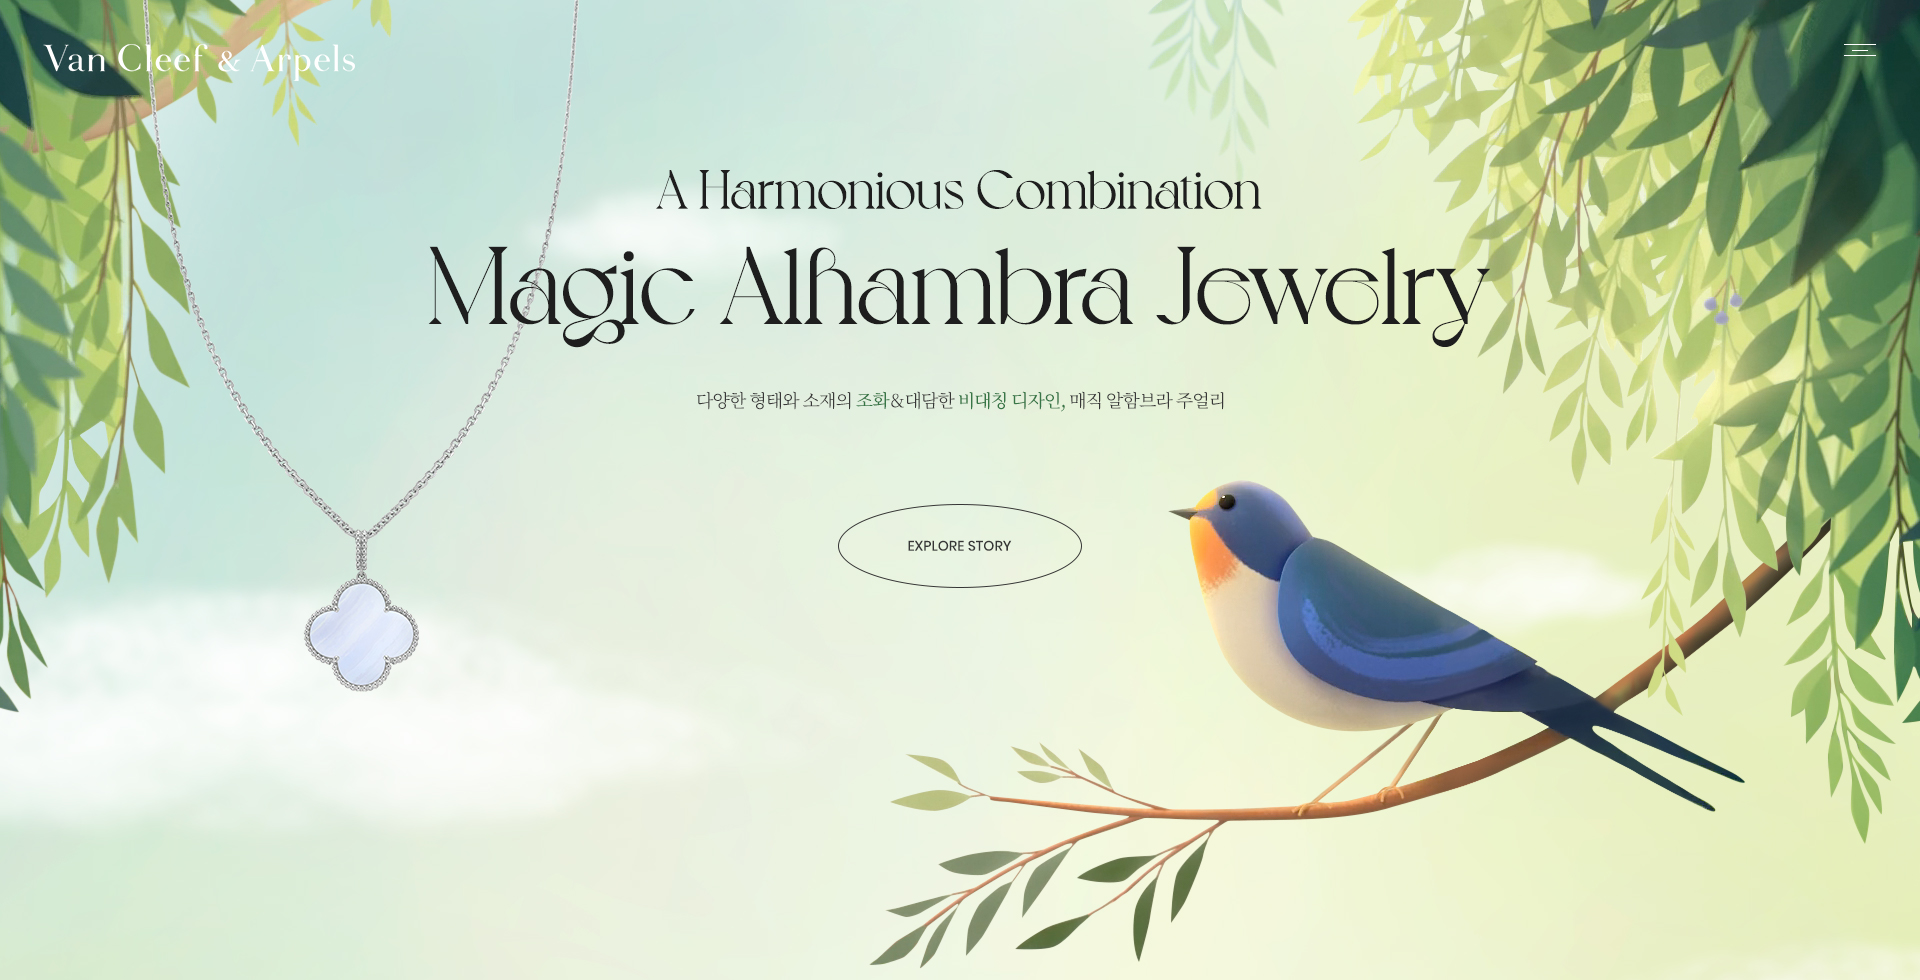 Van Cleef & Arpels
A Harmonious Combination
Magic Alhambra Jewelry
다양한 형태와 소재의 조화&대담한 비대칭 디자인, 매직 알함브라 주얼리
EXPLORE STORY